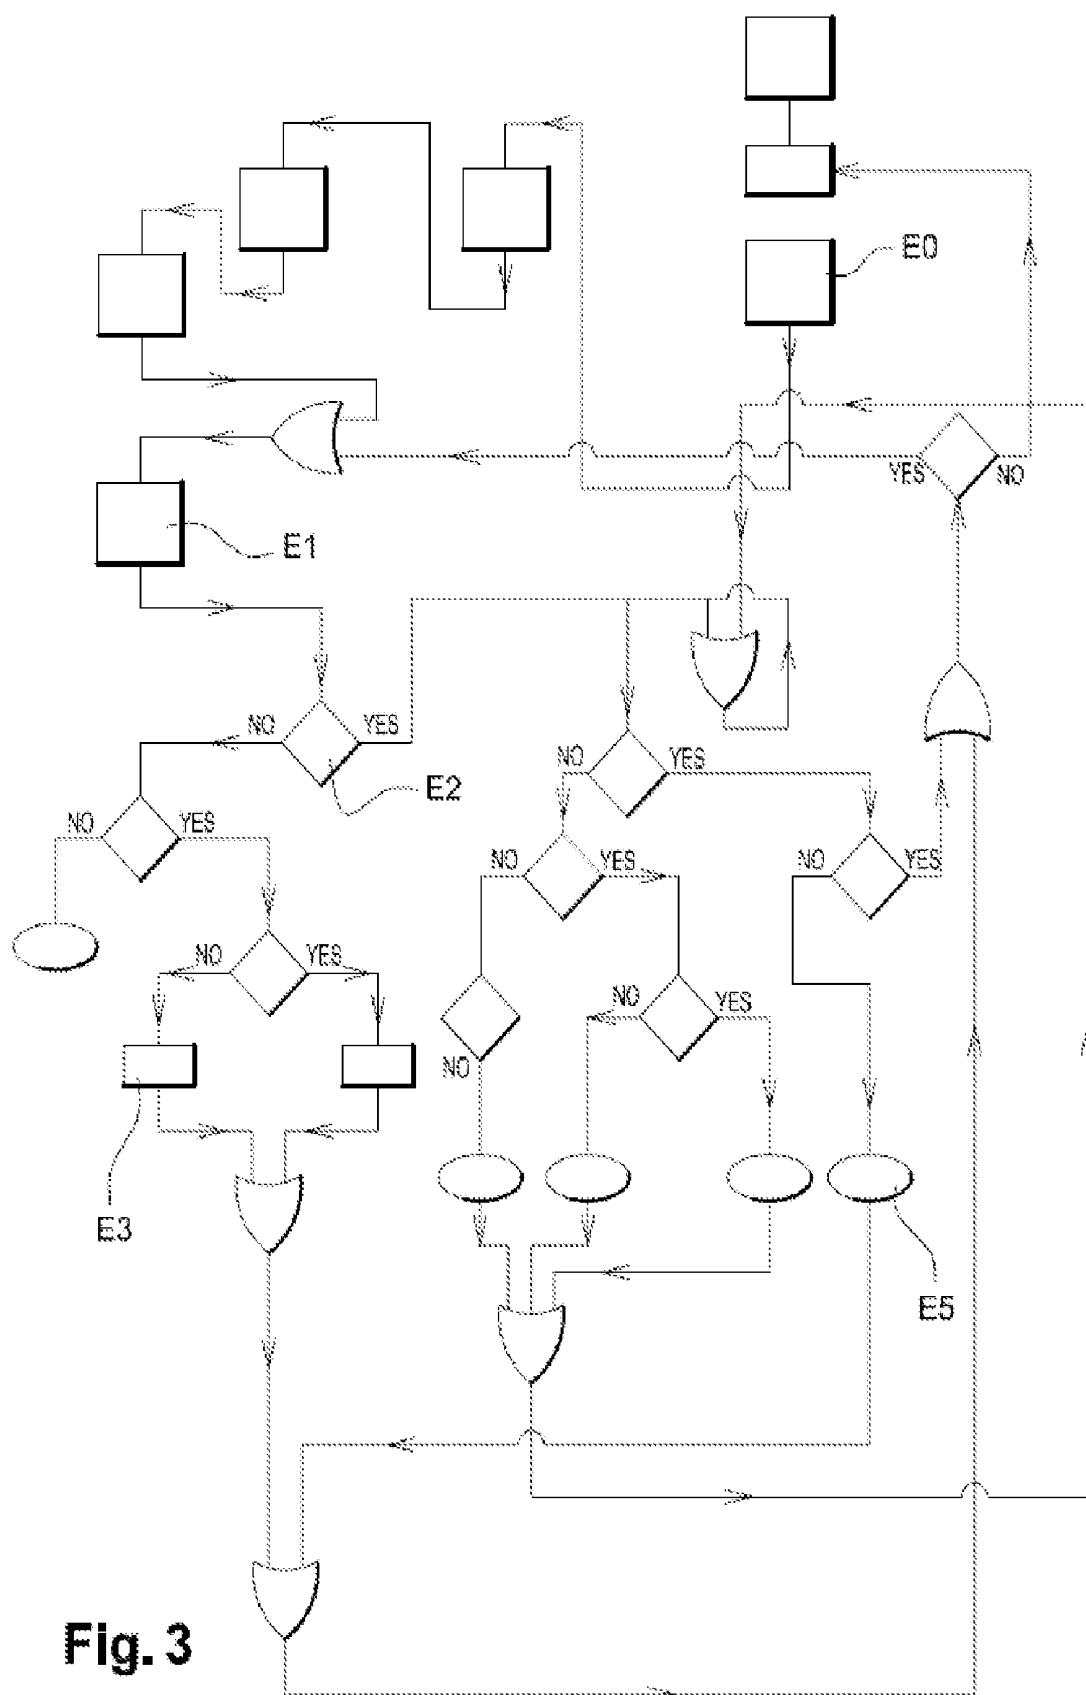 E0
YES NO
E1
NO YES
E2
NO YES
NO YES
NO YES
NO YES
NO YES
NO YES
NO
E3
E5
Fig. 3